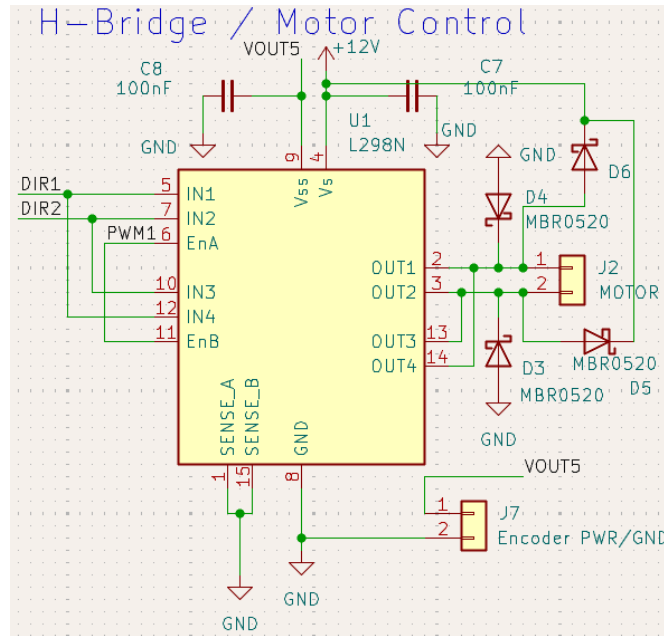 H-Bridge / Motor Control
VOUT5
+12V
C8
100nF
C7
100nF
GND
U1
L298N
GND
GND
9
4
Vss
Vs
D6
DIR1
5
IN1
D4
MBR0520
DIR2
7
IN2
PWM1
6
EnA
OUT1
2
1
J2
OUT2
3
2
MOTOR
10
IN3
12
IN4
OUT3
13
11
EnB
OUT4
14
D3
MBR0520
MBR0520
D5
SENSE_A
SENSE_B
GND
GND
1
15
8
VOUT5
1
J7
2
Encoder PWR/GND
GND
GND